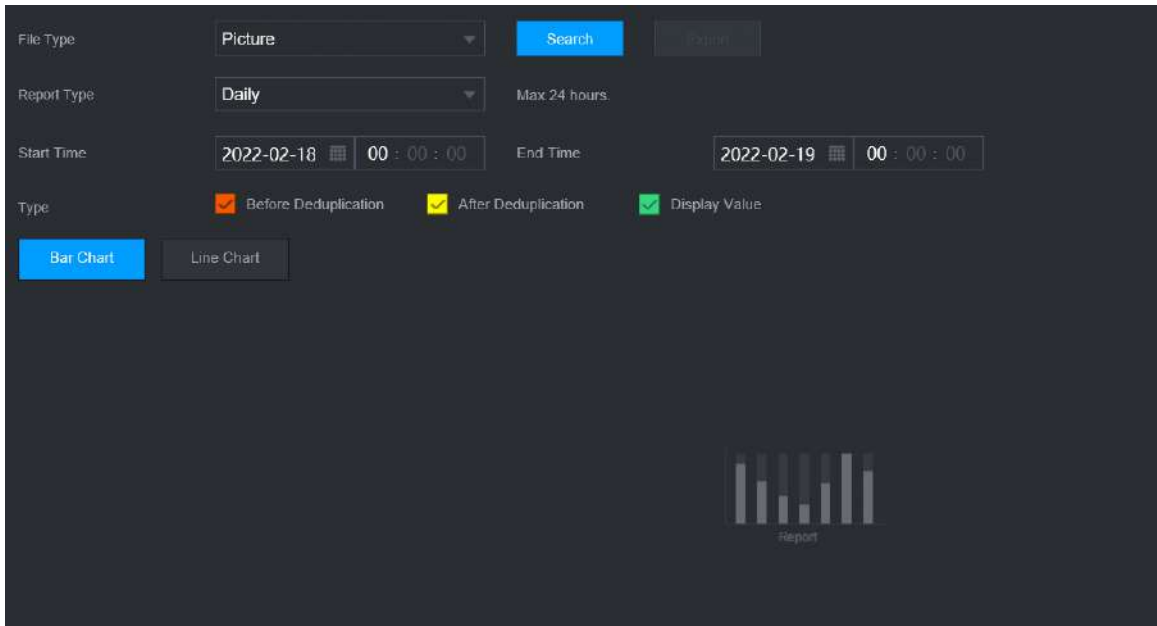 File Type Picture Search Export
Report Type Daily Max 24 hours.
Start Time 2022-02-18 00 : 00 : 00 End Time 2022-02-19 00 : 00 : 00
Type Before Deduplication After Deduplication Display Value
Bar Chart Line Chart
Report